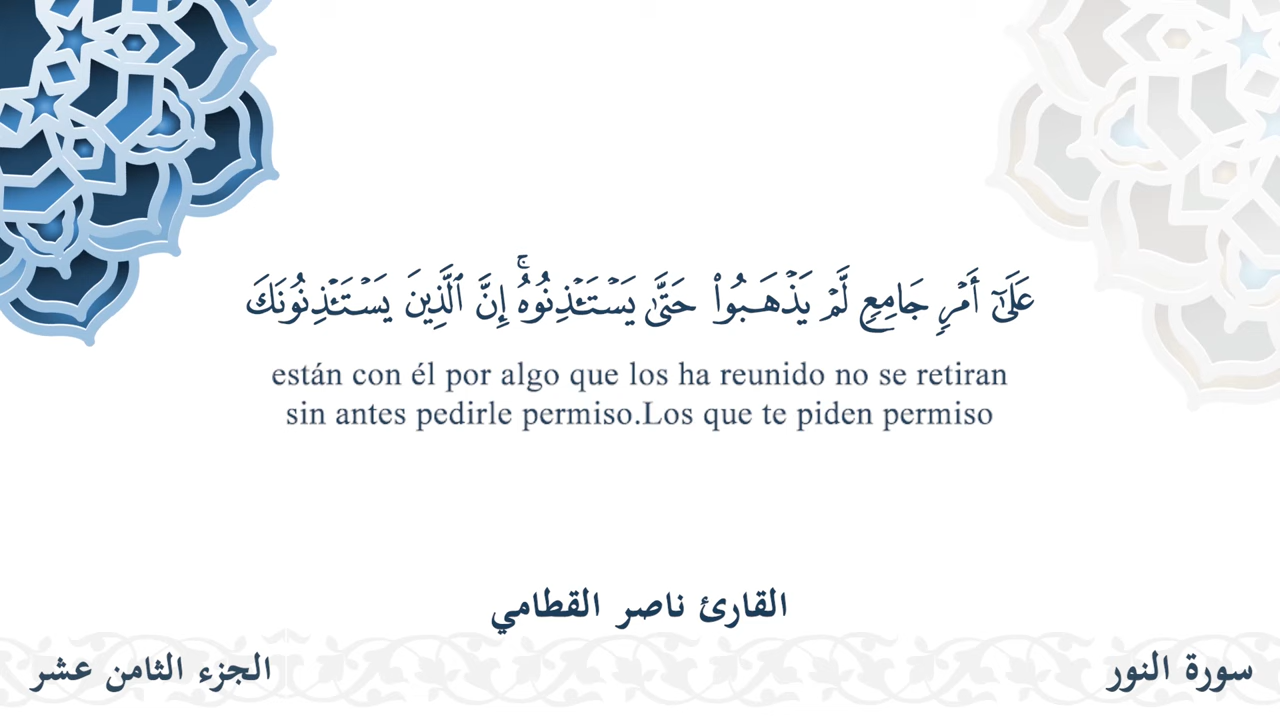 عَلَىٰٓ أَمْرٍ جَامِعٍ لَّمْ يَذْهَبُوا۟ حَتَّىٰ يَسْتَـْٔذِنُوهُ ۚ إِنَّ ٱلَّذِينَ يَسْتَـْٔذِنُونَكَ
están con él por algo que los ha reunido no se retiran
sin antes pedirle permiso.Los que te piden permiso
القارئ ناصر القطامي
سورة النور
الجزء الثامن عشر